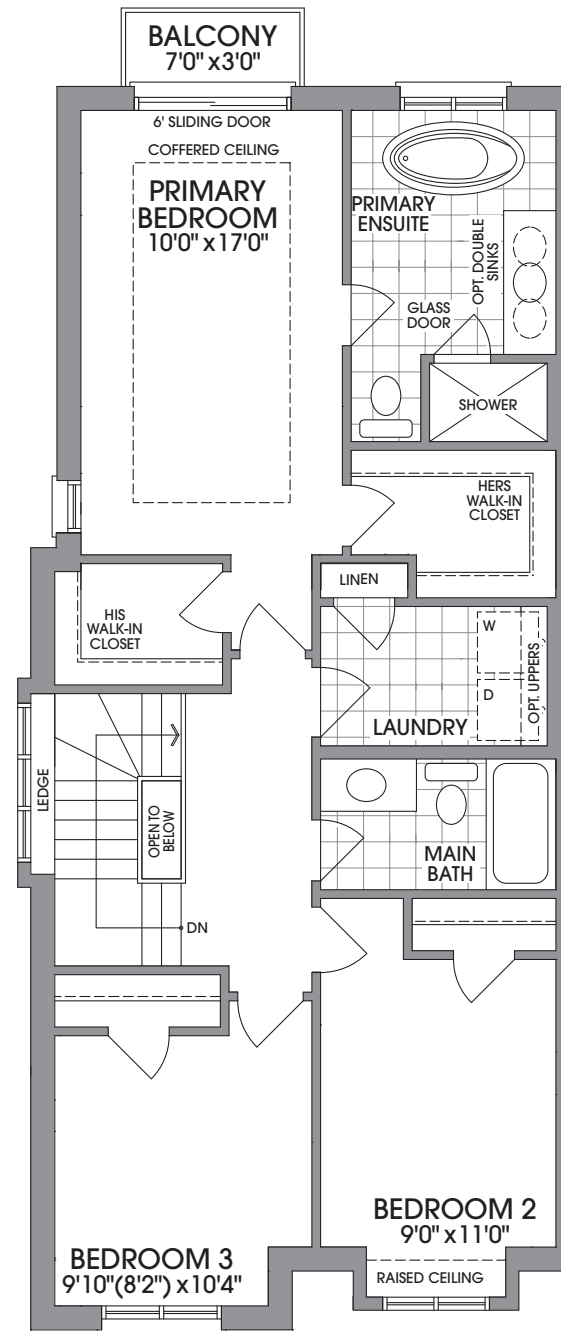 BALCONY
7'0" x3'0"
6' SLIDING DOOR
COFFERED CEILING
PRIMARY
BEDROOM
10'0" x17'0"
PRIMARY
ENSUITE
OPT. DOUBLE
SINKS
GLASS
DOOR
SHOWER
HERS
WALK-IN
CLOSET
LINEN
HIS
WALK-IN
CLOSET
W
D
OPT. UPPERS
LAUNDRY
LEDGE
OPEN TO
BELOW
MAIN
BATH
DN
BEDROOM 2
9'0" x11'0"
RAISED CEILING
BEDROOM 3
9'10"(8'2") x10'4"